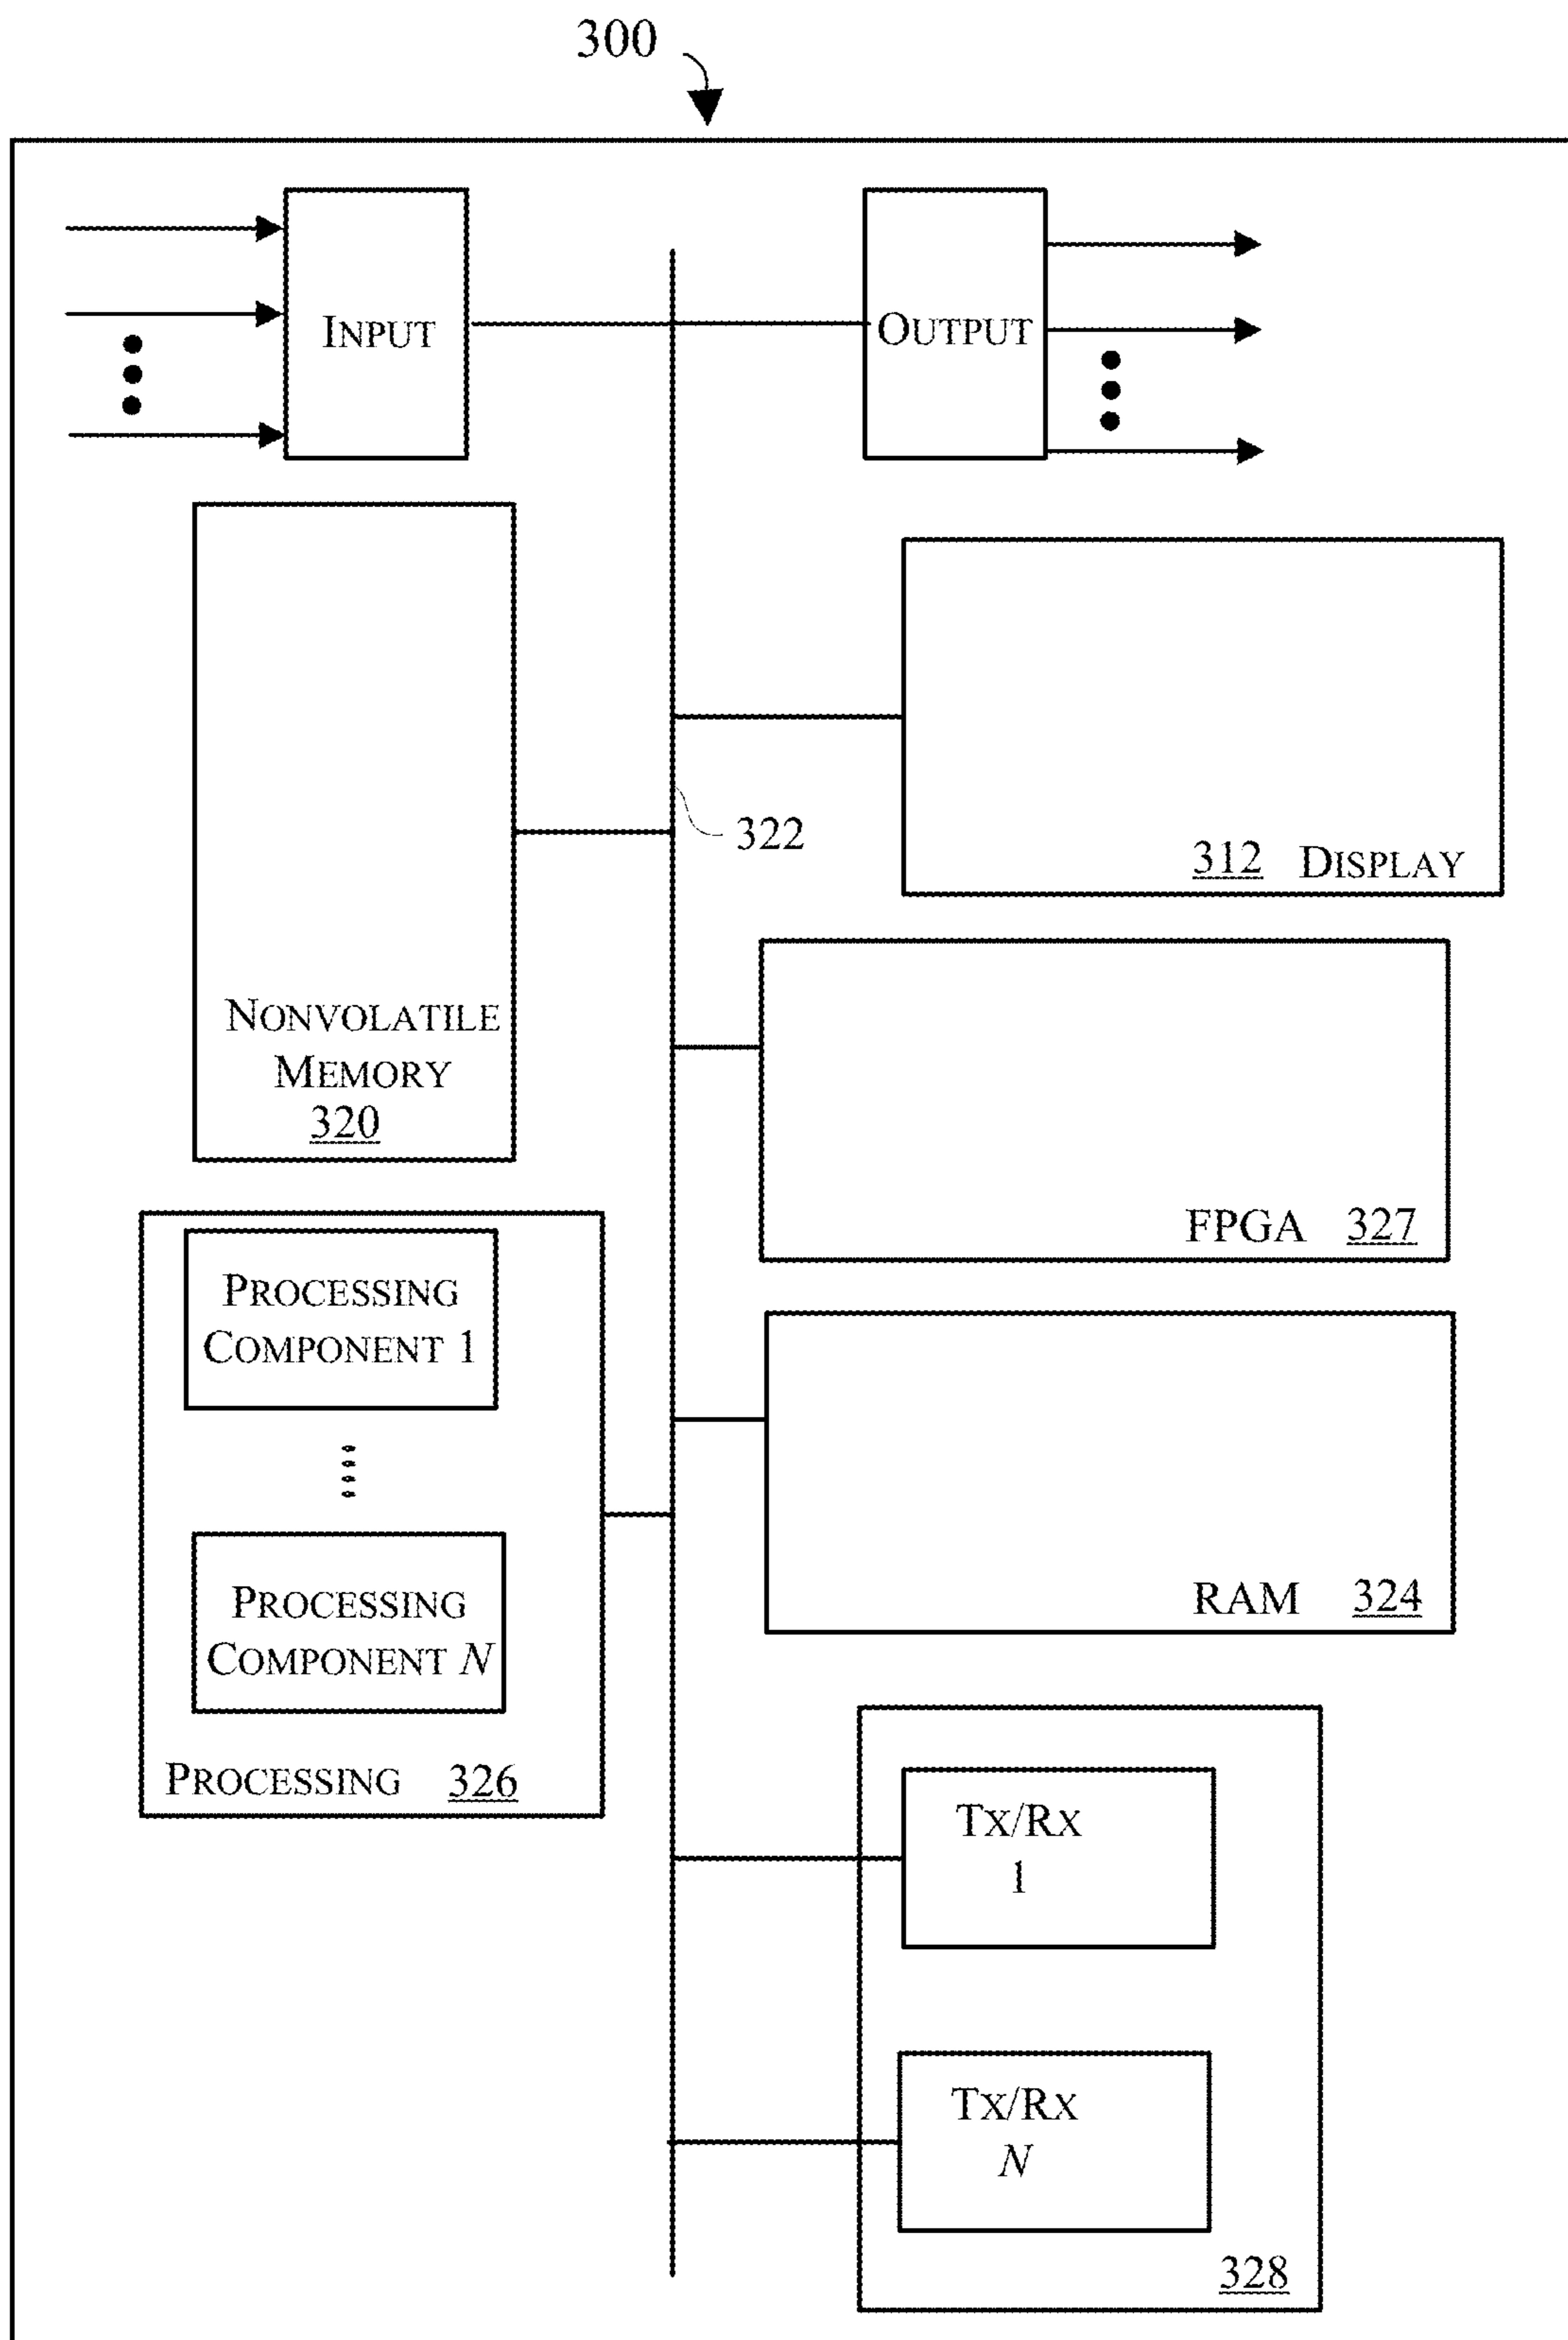 300
INPUT
OUTPUT
322
312 DISPLAY
NONVOLATILE
MEMORY
320
FPGA 327
PROCESSING
COMPONENT 1
RAM 324
PROCESSING
COMPONENT N
PROCESSING 326
TX/RX
1
TX/RX
N
328